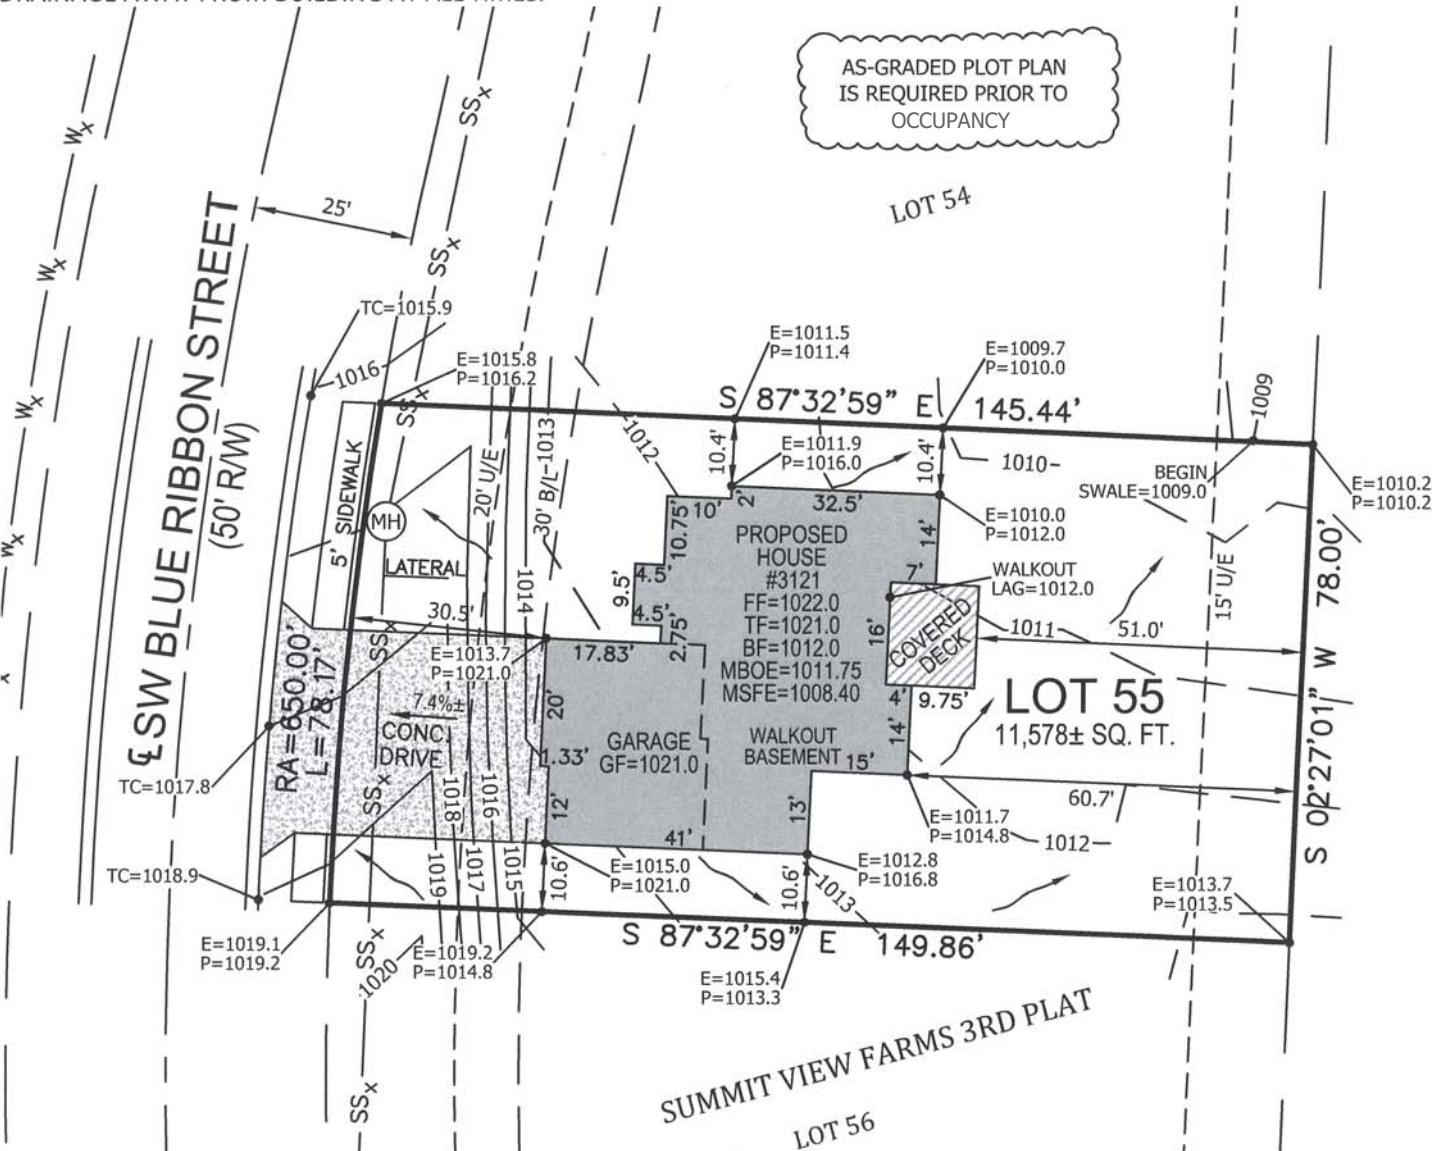 AS-GRADED PLOT PLAN
IS REQUIRED PRIOR TO
OCCUPANCY
LOT 54
25'
W
W
W
W
SS
SS
SS
SS
SS
SS
SS
℄ SW BLUE RIBBON STREET
(50' R/W)
TC=1015.9
1016
E=1015.8
P=1016.2
E=1011.5
P=1011.4
E=1009.7
P=1010.0
S 87°32'59" E 145.44'
1009
1013
1012
10.4'
E=1011.9
P=1016.0
10.4'
1010
BEGIN
SWALE=1009.0
E=1010.2
P=1010.2
5' SIDEWALK
MH
LATERAL
20' U/E
30' B/L
1014
10'
2'
32.5'
10.75'
PROPOSED
HOUSE
#3121
FF=1022.0
TF=1021.0
BF=1012.0
MBOE=1011.75
MSFE=1008.40
14'
E=1010.0
P=1012.0
WALKOUT
LAG=1012.0
7'
4.5'
9.5'
4.5'
2.75'
16'
COVERED
DECK
1011
51.0'
15' U/E
S 02°27'01" W 78.00'
30.5'
E=1013.7
P=1021.0
17.83'
4'
9.75'
LOT 55
11,578± SQ. FT.
RA=650.00'
L=78.17'
7.4%±
CONC.
DRIVE
20'
1.33'
GARAGE
GF=1021.0
WALKOUT
BASEMENT
14'
15'
TC=1017.8
1018
1016
12'
13'
60.7'
E=1011.7
P=1014.8
1012
41'
TC=1018.9
1019
1017
1015
10.6'
E=1015.0
P=1021.0
10.6'
1013
E=1012.8
P=1016.8
E=1013.7
P=1013.5
E=1019.1
P=1019.2
1020
E=1019.2
P=1014.8
S 87°32'59" E 149.86'
E=1015.4
P=1013.3
SUMMIT VIEW FARMS 3RD PLAT
LOT 56